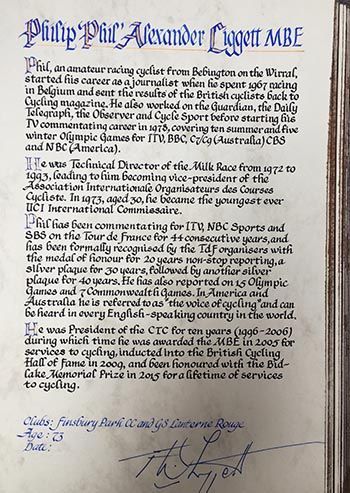 Philip 'Phil' Alexander Liggett MBE
Phil, an amateur racing cyclist from Bebington on the Wirral,
started his career as a journalist when he spent 1967 racing
in Belgium and sent the results of the British cyclists back to
Cycling magazine. He also worked on the Guardian, the Daily
Telegraph, the Observer and Cycle Sport before starting his
TV commentating career in 1978, covering ten summer and five
winter Olympic Games for ITV, BBC, C7/C9 (Australia) CBS
and NBC (America).
He was Technical Director of the Milk Race from 1972 to
1993, leading to him becoming vice-president of the
Association Internationale Organisateurs des Courses
Cycliste. In 1973, aged 30, he became the youngest ever
UCI International Commissaire.
Phil has been commentating for ITV, NBC Sports and
SBS on the Tour de France for 44 consecutive years, and
has been formally recognised by the Tdf organisers with
the medal of honour for 20 years non-stop reporting, a
silver plaque for 30 years, followed by another silver
plaque for 40 years. He has also reported on 15 Olympic
Games and 7 Commonwealth Games. In America and
Australia he is referred to as "the voice of cycling" and can
be heard in every English-speaking country in the world.
He was President of the CTC for ten years (1996-2006)
during which time he was awarded the MBE in 2005 for
services to cycling, inducted into the British Cycling
Hall of Fame in 2009, and been honoured with the Bid-
Lake Memorial Prize in 2015 for a lifetime of services
to cycling.
Clubs: Finsbury Park CC and GS Lanterne Rouge
Age: 73
Date: